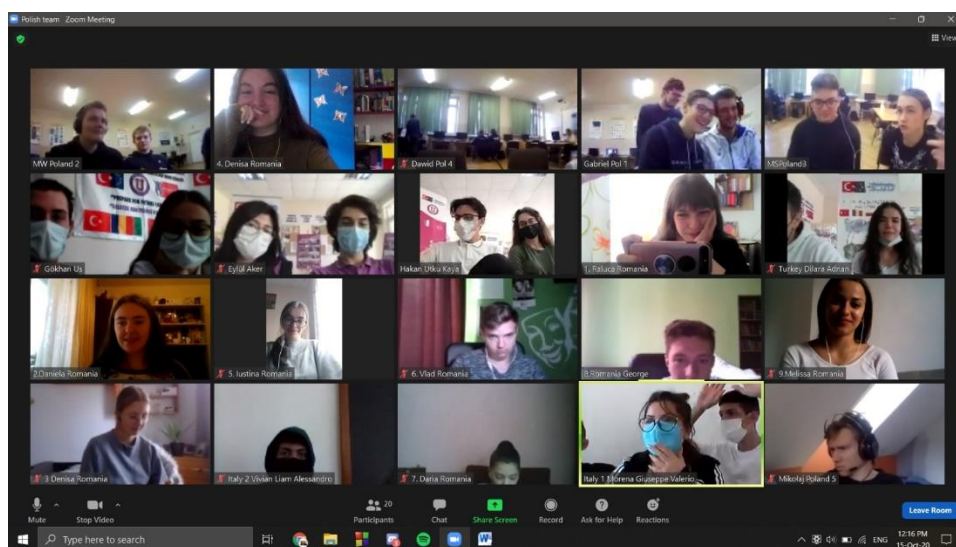 Polish team Zoom Meeting
View
MW Poland 2
4. Denisa Romania
Dawid Pol 4
Gabriel Pol 1
MSPoland3
Gökhan Us
Eylül Aker
Hakan Utku Kaya
1. Raluca Romania
Turkey Dilara Adnan
2.Daniela Romania
5. Iustina Romania
6. Vlad Romania
8.Romania George
9.Melissa Romania
3 Denisa Romania
Italy 2 Vivian Liam Alessandro
7. Daria Romania
Italy 1 Morena Giuseppe Valerio
Mikołaj Poland 5
Mute
Stop Video
20
Participants
Chat
Share Screen
Record
Ask for Help
Reactions
Leave Room
Type here to search
ENG
12:16 PM
15-Oct-20